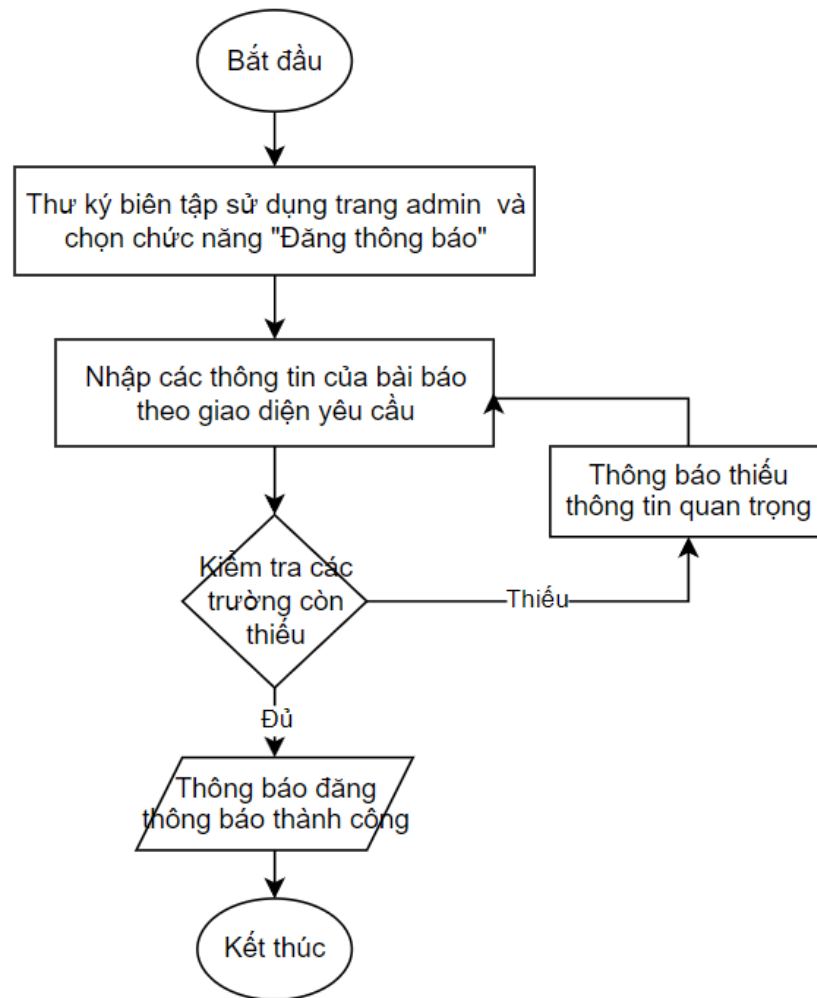 Bắt đầu
Thư ký biên tập sử dụng trang admin và
chọn chức năng "Đăng thông báo"
Nhập các thông tin của bài báo
theo giao diện yêu cầu
Thông báo thiếu
thông tin quan trọng
Kiểm tra các
trường còn
thiếu
Thiếu
Đủ
Thông báo đăng
thông báo thành công
Kết thúc